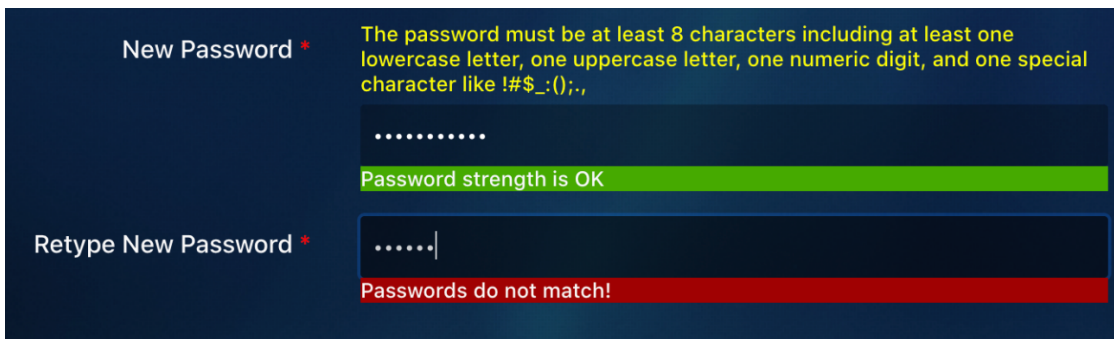 New Password *
The password must be at least 8 characters including at least one
lowercase letter, one uppercase letter, one numeric digit, and one special
character like !#$_:();.,
•••••••••••
Password strength is OK
Retype New Password *
••••••
Passwords do not match!